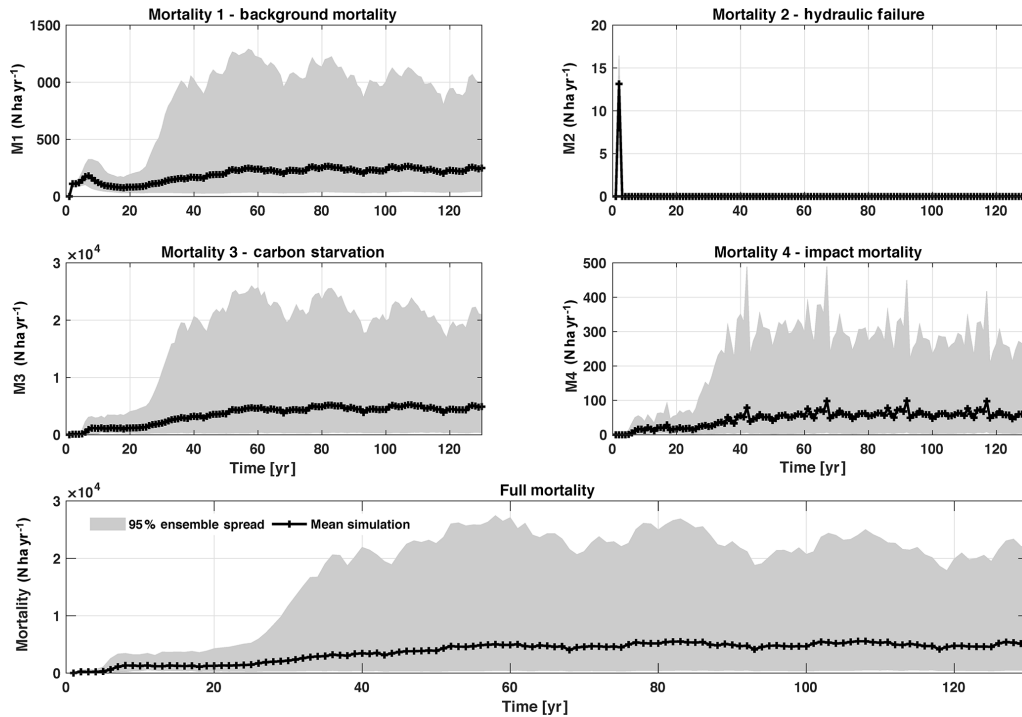 Mortality 1 - background mortality
1500
000
500
0
M1 (N ha yr-1)
0 20 40 60 80 100 120
Mortality 2 - hydraulic failure
20
15
10
5
0
M2 (N ha yr-1)
0 20 40 60 80 100 120
Mortality 3 - carbon starvation
×10⁴
3
2
1
0
M3 (N ha yr-1)
0 20 40 60 80 100 120
Time [yr]
Mortality 4 - impact mortality
500
400
300
200
100
0
M4 (N ha yr-1)
0 20 40 60 80 100 120
Time [yr]
Full mortality
×10⁴
3
2
1
0
Mortality (N ha yr-1)
95% ensemble spread Mean simulation
0 20 40 60 80 100 120
Time [yr]